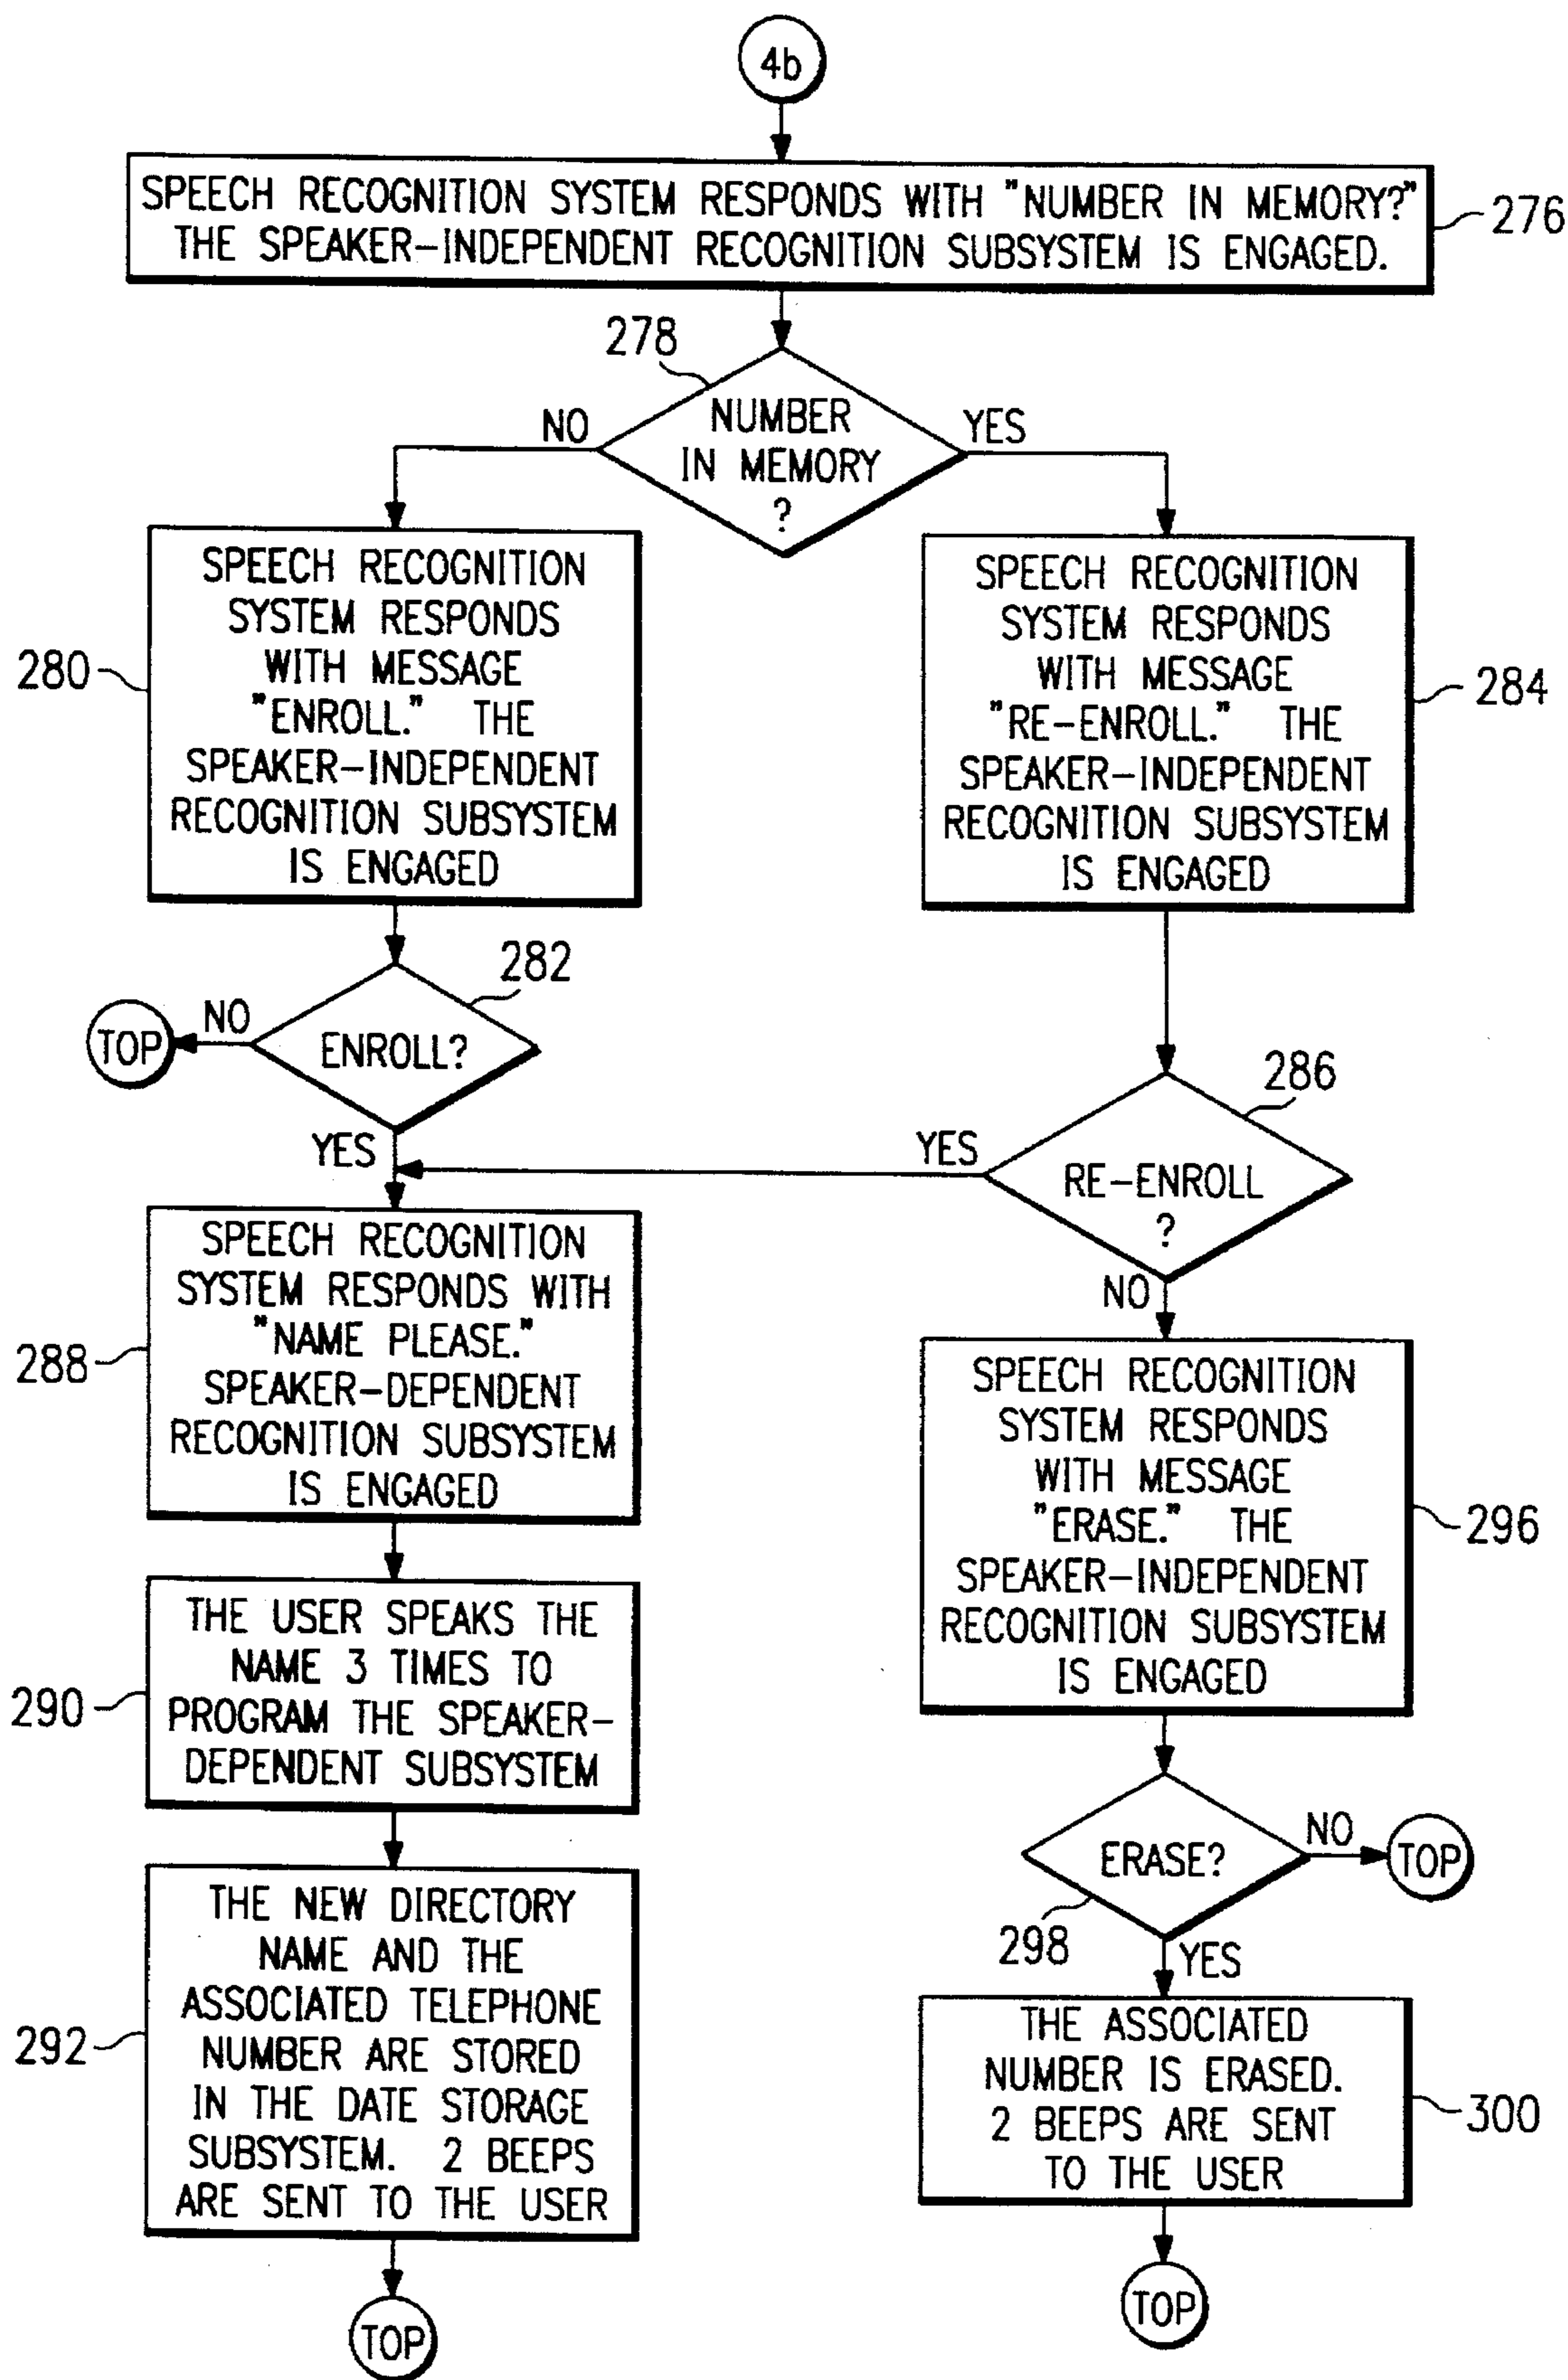 4b
SPEECH RECOGNITION SYSTEM RESPONDS WITH "NUMBER IN MEMORY?"
THE SPEAKER-INDEPENDENT RECOGNITION SUBSYSTEM IS ENGAGED.
276
278
NUMBER
IN MEMORY
?
NO
YES
SPEECH RECOGNITION
SYSTEM RESPONDS
WITH MESSAGE
"ENROLL." THE
SPEAKER-INDEPENDENT
RECOGNITION SUBSYSTEM
IS ENGAGED
280
SPEECH RECOGNITION
SYSTEM RESPONDS
WITH MESSAGE
"RE-ENROLL." THE
SPEAKER-INDEPENDENT
RECOGNITION SUBSYSTEM
IS ENGAGED
284
282
ENROLL?
NO
TOP
YES
286
RE-ENROLL
?
YES
NO
SPEECH RECOGNITION
SYSTEM RESPONDS WITH
"NAME PLEASE."
SPEAKER-DEPENDENT
RECOGNITION SUBSYSTEM
IS ENGAGED
288
SPEECH RECOGNITION
SYSTEM RESPONDS
WITH MESSAGE
"ERASE." THE
SPEAKER-INDEPENDENT
RECOGNITION SUBSYSTEM
IS ENGAGED
296
THE USER SPEAKS THE
NAME 3 TIMES TO
PROGRAM THE SPEAKER-
DEPENDENT SUBSYSTEM
290
ERASE?
NO
TOP
298
YES
THE NEW DIRECTORY
NAME AND THE
ASSOCIATED TELEPHONE
NUMBER ARE STORED
IN THE DATE STORAGE
SUBSYSTEM. 2 BEEPS
ARE SENT TO THE USER
292
THE ASSOCIATED
NUMBER IS ERASED.
2 BEEPS ARE SENT
TO THE USER
300
TOP
TOP